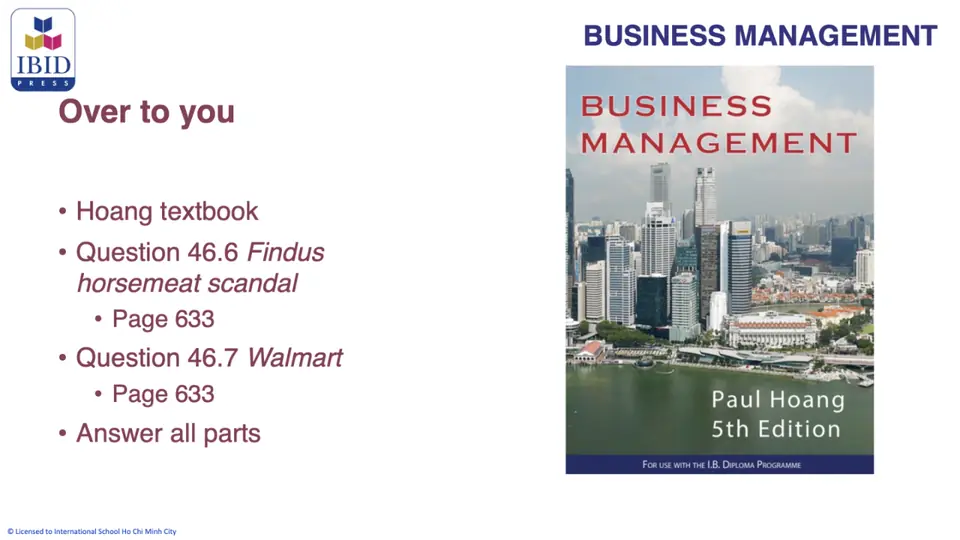 IBID
PRESS
BUSINESS MANAGEMENT
Over to you
• Hoang textbook
• Question 46.6 Findus
horsemeat scandal
• Page 633
• Question 46.7 Walmart
• Page 633
• Answer all parts
BUSINESS
MANAGEMENT
Paul Hoang
5th Edition
FOR USE WITH THE I.B. DIPLOMA PROGRAMME
© Licensed to International School Ho Chi Minh City